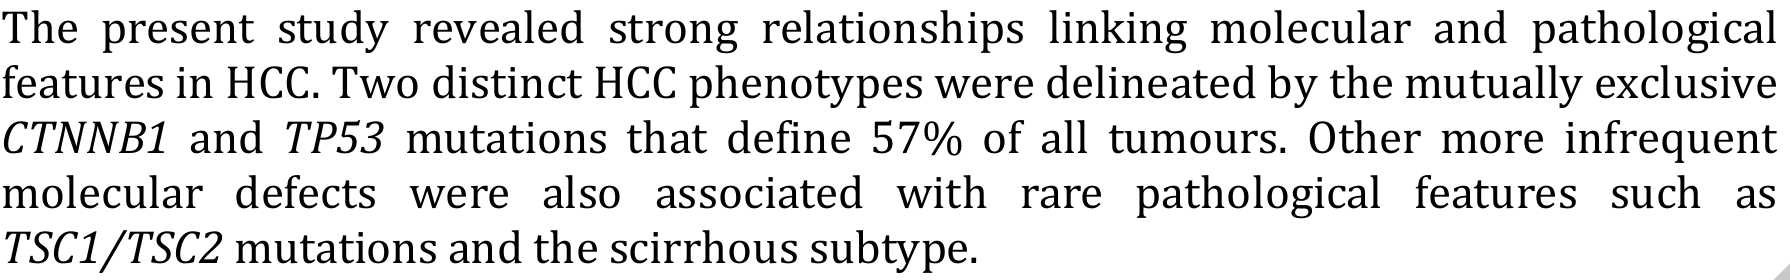 The present study revealed strong relationships linking molecular and pathological
features in HCC. Two distinct HCC phenotypes were delineated by the mutually exclusive
CTNNB1 and TP53 mutations that define 57% of all tumours. Other more infrequent
molecular defects were also associated with rare pathological features such as
TSC1/TSC2 mutations and the scirrhous subtype.